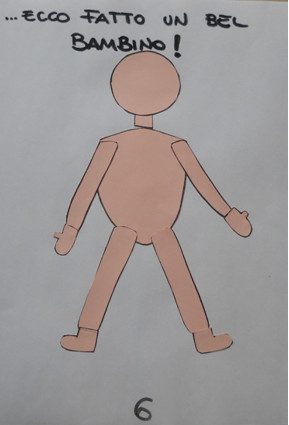 ...ECCO FATTO UN BEL
BAMBINO!
6